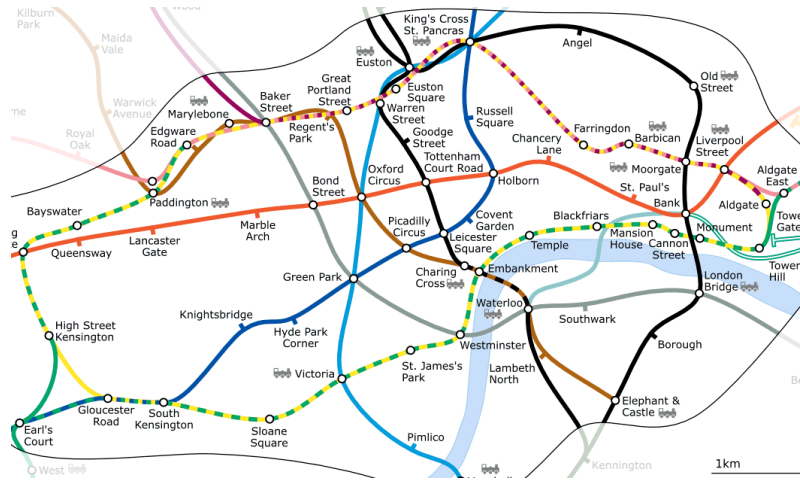 Kilburn
Park
Maida
Vale
Wood
King's Cross
St. Pancras
Euston
Angel
Old
Street
Warwick
Avenue
Marylebone
Baker
Street
Great
Portland
Street
Euston
Square
Warren
Street
Royal
Oak
Edgware
Road
Regent's
Park
Goodge
Street
Russell
Square
Farringdon
Barbican
Liverpool
Street
Chancery
Lane
Moorgate
Aldgate
East
Paddington
Bond
Street
Oxford
Circus
Tottenham
Court Road
Holborn
St. Paul's
Bank
Aldgate
Bayswater
Queensway
Lancaster
Gate
Marble
Arch
Picadilly
Circus
Covent
Garden
Leicester
Square
Temple
Blackfriars
Mansion
House
Cannon
Street
Monument
Tower
Hill
Green Park
Charing
Cross
Embankment
Waterloo
London
Bridge
High Street
Kensington
Knightsbridge
Hyde Park
Corner
Westminster
Southwark
Borough
Victoria
St. James's
Park
Lambeth
North
Earl's
Court
Gloucester
Road
South
Kensington
Sloane
Square
Pimlico
Elephant &
Castle
West
Kennington
1km